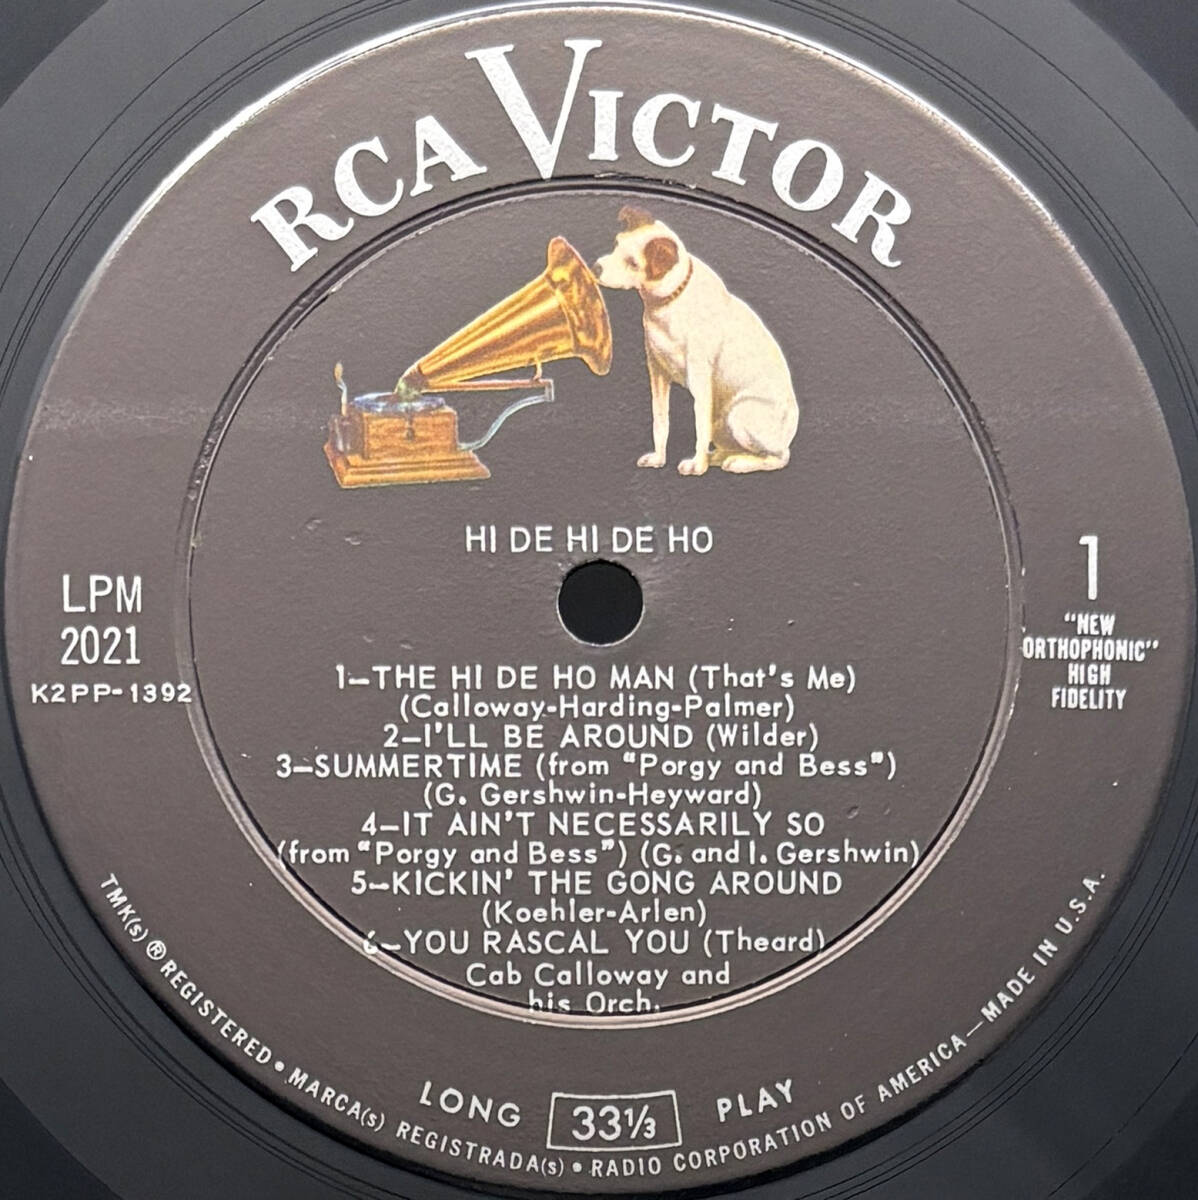 RCA VICTOR
HI DE HI DE HO
LPM
2021
K2PP-1392
1
"NEW
ORTHOPHONIC"
HIGH
FIDELITY
1—THE HI DE HO MAN (That's Me)
(Calloway-Harding-Palmer)
2—I'LL BE AROUND (Wilder)
3—SUMMERTIME (from "Porgy and Bess")
(G. Gershwin-Heyward)
4—IT AIN'T NECESSARILY SO
(from "Porgy and Bess") (G. and I. Gershwin)
5—KICKIN' THE GONG AROUND
(Koehler-Arlen)
6—YOU RASCAL YOU (Theard)
Cab Calloway and
his Orch.
LONG 33⅓ PLAY
TMK(s) ® REGISTERED • MARCA(s) REGISTRADA(s) • RADIO CORPORATION OF AMERICA—MADE IN U.S.A.